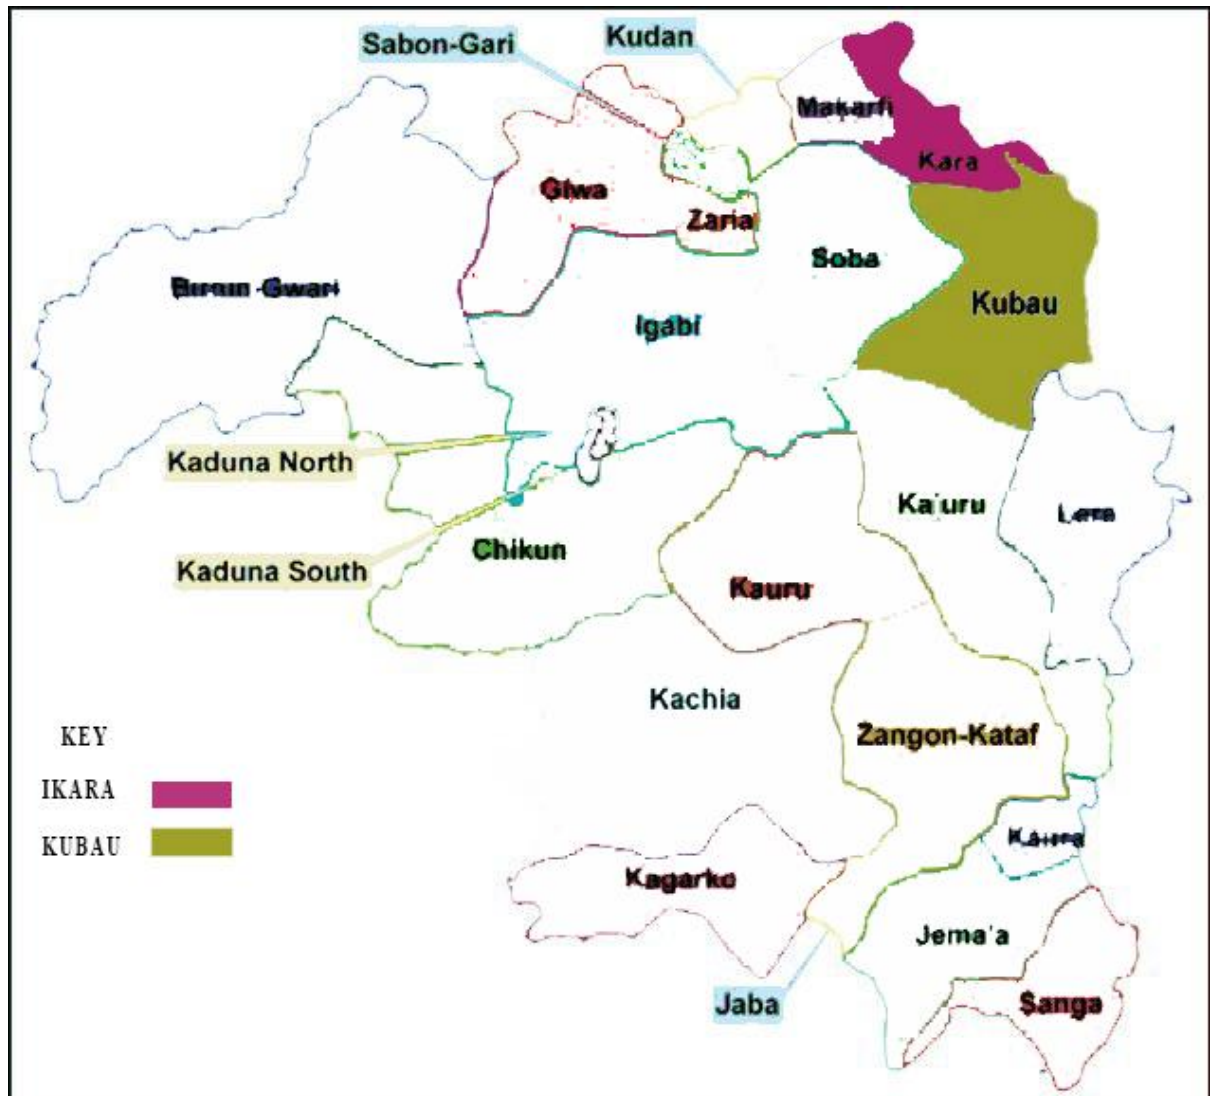 Sabon-Gari
Kudan
Makarfi
Kara
Giwa
Zaria
Soba
Birnin-Gwari
Kubau
Igabi
Kaduna North
Ka'uru
Lera
Kaduna South
Chikun
Kauru
Kachia
KEY
Zangon-Kataf
IKARA
KUBAU
Kagarko
Jema'a
Jaba
Sanga